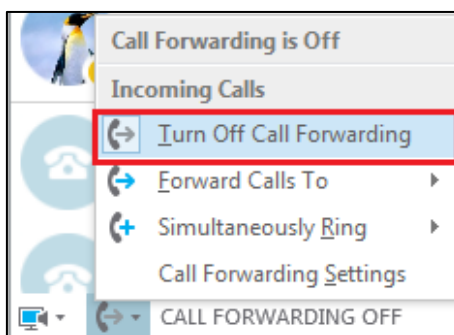 Call Forwarding is Off
Incoming Calls
Turn Off Call Forwarding
Forward Calls To
Simultaneously Ring
Call Forwarding Settings
CALL FORWARDING OFF